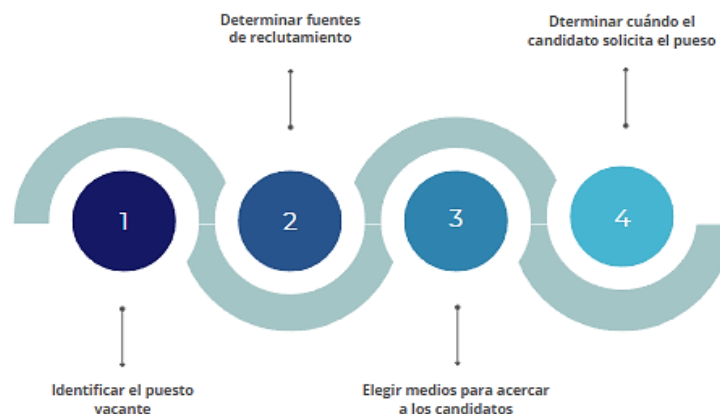 Determinar fuentes
de reclutamiento
Dterminar cuándo el
candidato solicita el pueso
1
2
3
4
Identificar el puesto
vacante
Elegir medios para acercar
a los candidatos